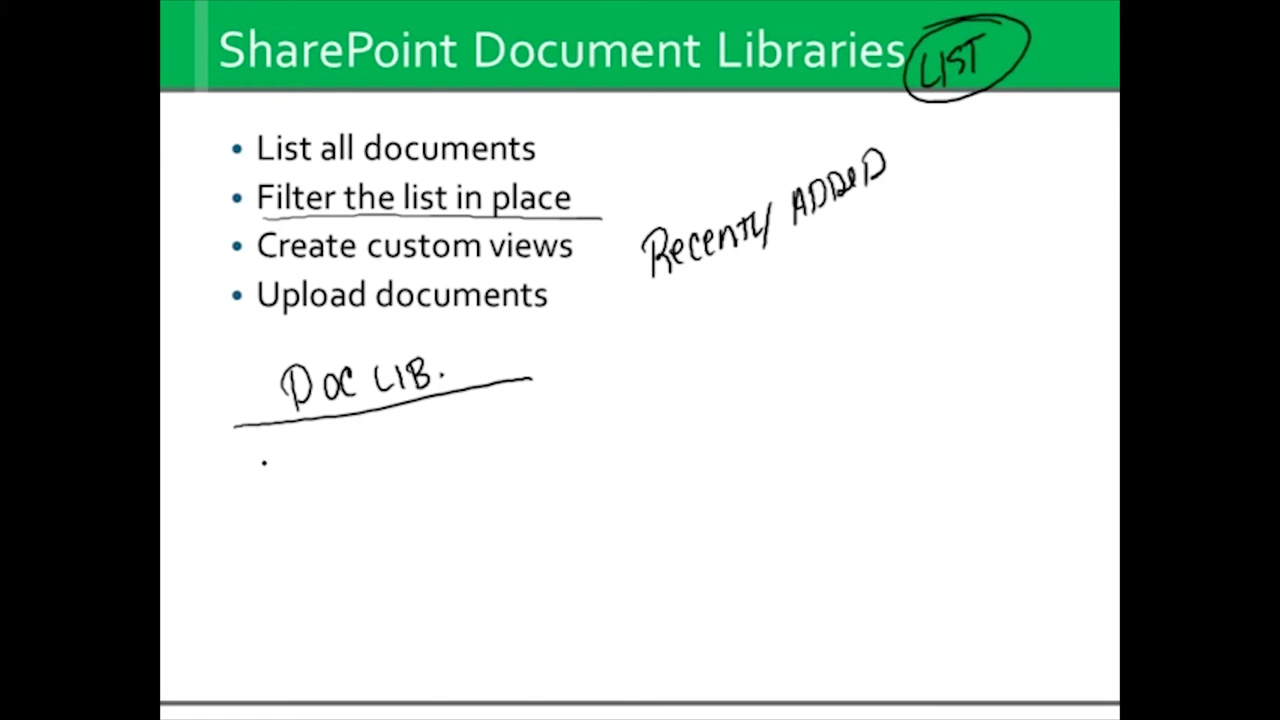 SharePoint Document Libraries LIST
• List all documents
• Filter the list in place
• Create custom views
• Upload documents
Recently ADDeD
Doc LIB.